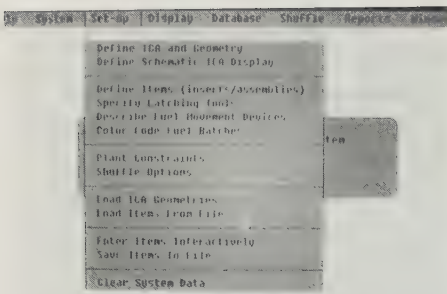 System Set-up Display Database Shuffle Reports
Define ICA and Geometry
Define Schematic ICA Display
Define Items (inserts/assemblies)
Specify Latching Tools
Describe Fuel Movement Devices
Color Code Fuel Batches
Plant Constraints
Shuffle Options
Load ICA Geometries
Load Items from File
Enter Items Interactively
Save Items to File
Clear System Data